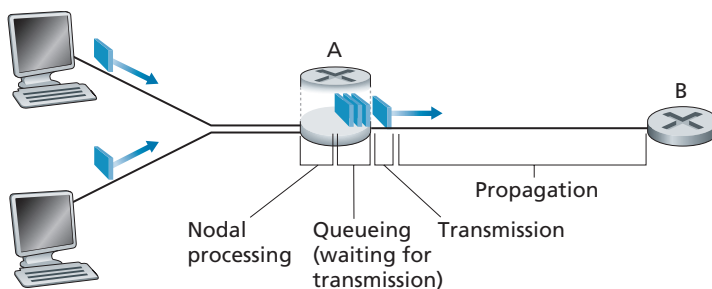 A
B
Propagation
Nodal
processing
Queueing
(waiting for
transmission)
Transmission